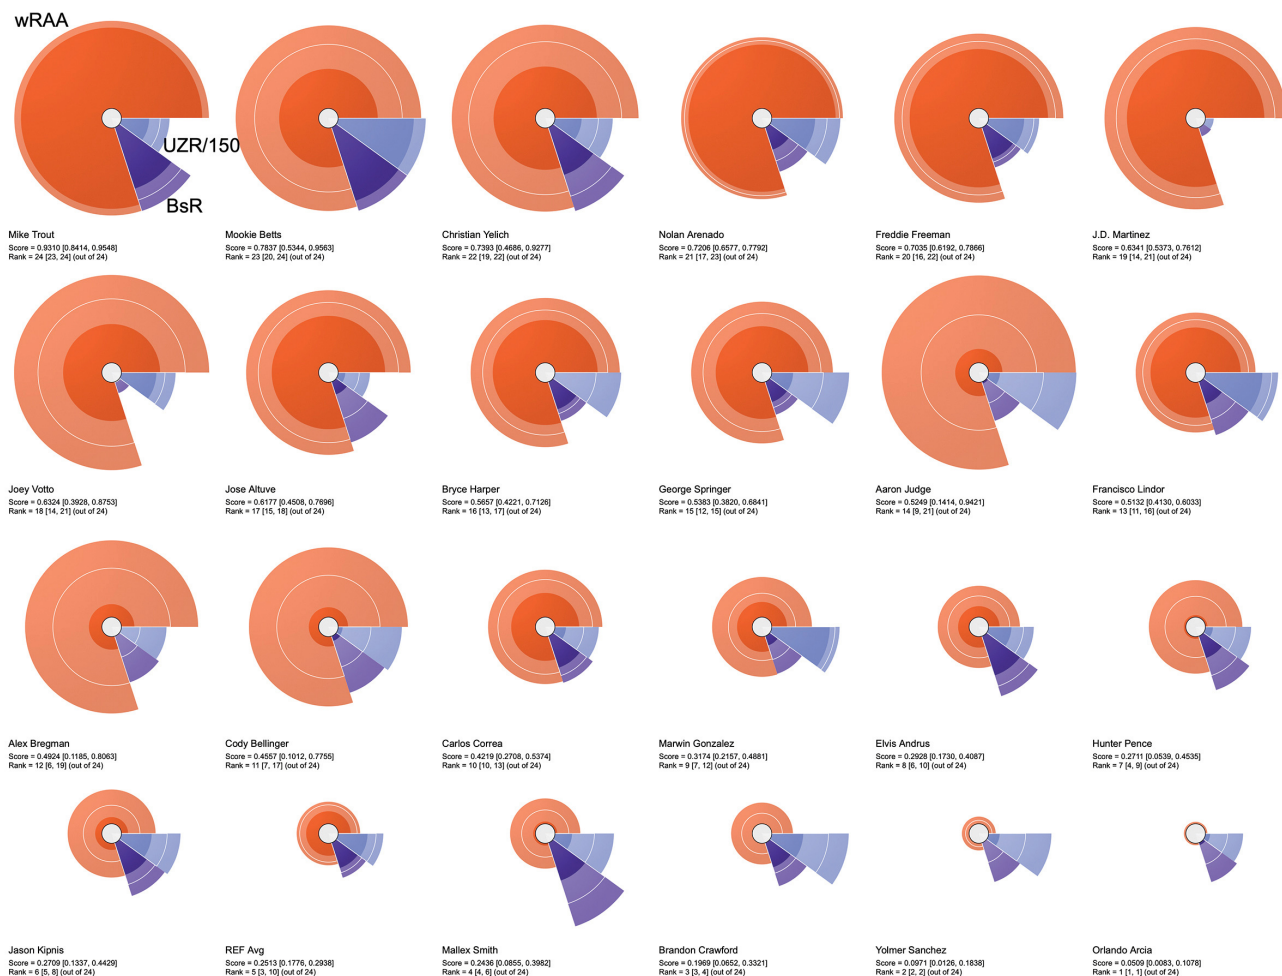 wRAA
UZR/150
BsR
Mike Trout
Score = 0.9310 [0.8414, 0.9548]
Rank = 24 [23, 24] (out of 24)
Mookie Betts
Score = 0.7837 [0.5344, 0.9563]
Rank = 23 [20, 24] (out of 24)
Christian Yelich
Score = 0.7393 [0.4686, 0.9277]
Rank = 22 [19, 22] (out of 24)
Nolan Arenado
Score = 0.7206 [0.6577, 0.7792]
Rank = 21 [17, 23] (out of 24)
Freddie Freeman
Score = 0.7035 [0.6192, 0.7866]
Rank = 20 [16, 22] (out of 24)
J.D. Martinez
Score = 0.6341 [0.5373, 0.7612]
Rank = 19 [14, 21] (out of 24)
Joey Votto
Score = 0.6324 [0.3928, 0.8753]
Rank = 18 [14, 21] (out of 24)
Jose Altuve
Score = 0.6177 [0.4508, 0.7696]
Rank = 17 [15, 18] (out of 24)
Bryce Harper
Score = 0.5657 [0.4221, 0.7126]
Rank = 16 [13, 17] (out of 24)
George Springer
Score = 0.5383 [0.3820, 0.6841]
Rank = 15 [12, 15] (out of 24)
Aaron Judge
Score = 0.5249 [0.1414, 0.9421]
Rank = 14 [9, 21] (out of 24)
Francisco Lindor
Score = 0.5132 [0.4130, 0.6033]
Rank = 13 [11, 16] (out of 24)
Alex Bregman
Score = 0.4924 [0.1185, 0.8063]
Rank = 12 [6, 19] (out of 24)
Cody Bellinger
Score = 0.4557 [0.1012, 0.7755]
Rank = 11 [7, 17] (out of 24)
Carlos Correa
Score = 0.4219 [0.2708, 0.5374]
Rank = 10 [10, 13] (out of 24)
Marwin Gonzalez
Score = 0.3174 [0.2157, 0.4881]
Rank = 9 [7, 12] (out of 24)
Elvis Andrus
Score = 0.2928 [0.1730, 0.4087]
Rank = 8 [6, 10] (out of 24)
Hunter Pence
Score = 0.2711 [0.0539, 0.4535]
Rank = 7 [4, 9] (out of 24)
Jason Kipnis
Score = 0.2709 [0.1337, 0.4429]
Rank = 6 [5, 8] (out of 24)
REF Avg
Score = 0.2513 [0.1776, 0.2938]
Rank = 5 [3, 10] (out of 24)
Mallex Smith
Score = 0.2436 [0.0855, 0.3982]
Rank = 4 [4, 6] (out of 24)
Brandon Crawford
Score = 0.1969 [0.0652, 0.3321]
Rank = 3 [3, 4] (out of 24)
Yolmer Sanchez
Score = 0.0971 [0.0126, 0.1838]
Rank = 2 [2, 2] (out of 24)
Orlando Arcia
Score = 0.0509 [0.0083, 0.1078]
Rank = 1 [1, 1] (out of 24)